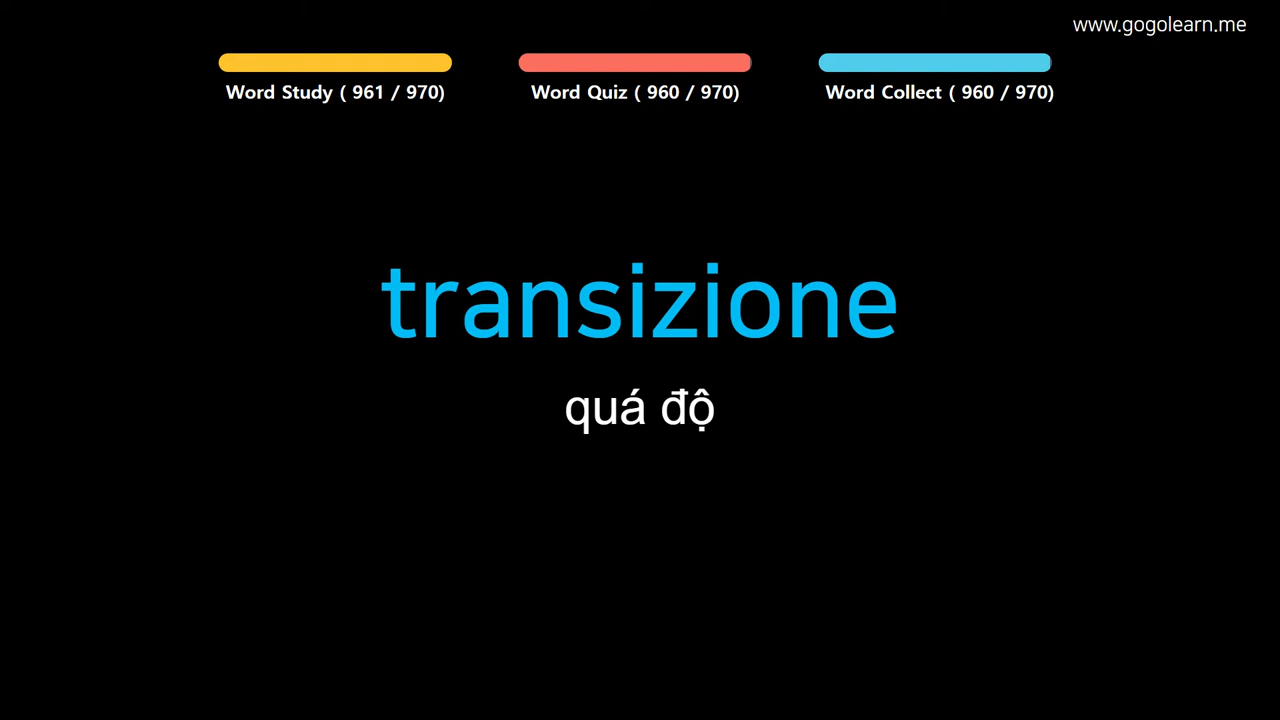 www.gogolearn.me
Word Study ( 961 / 970)
Word Quiz ( 960 / 970)
Word Collect ( 960 / 970)
transizione
quá độ